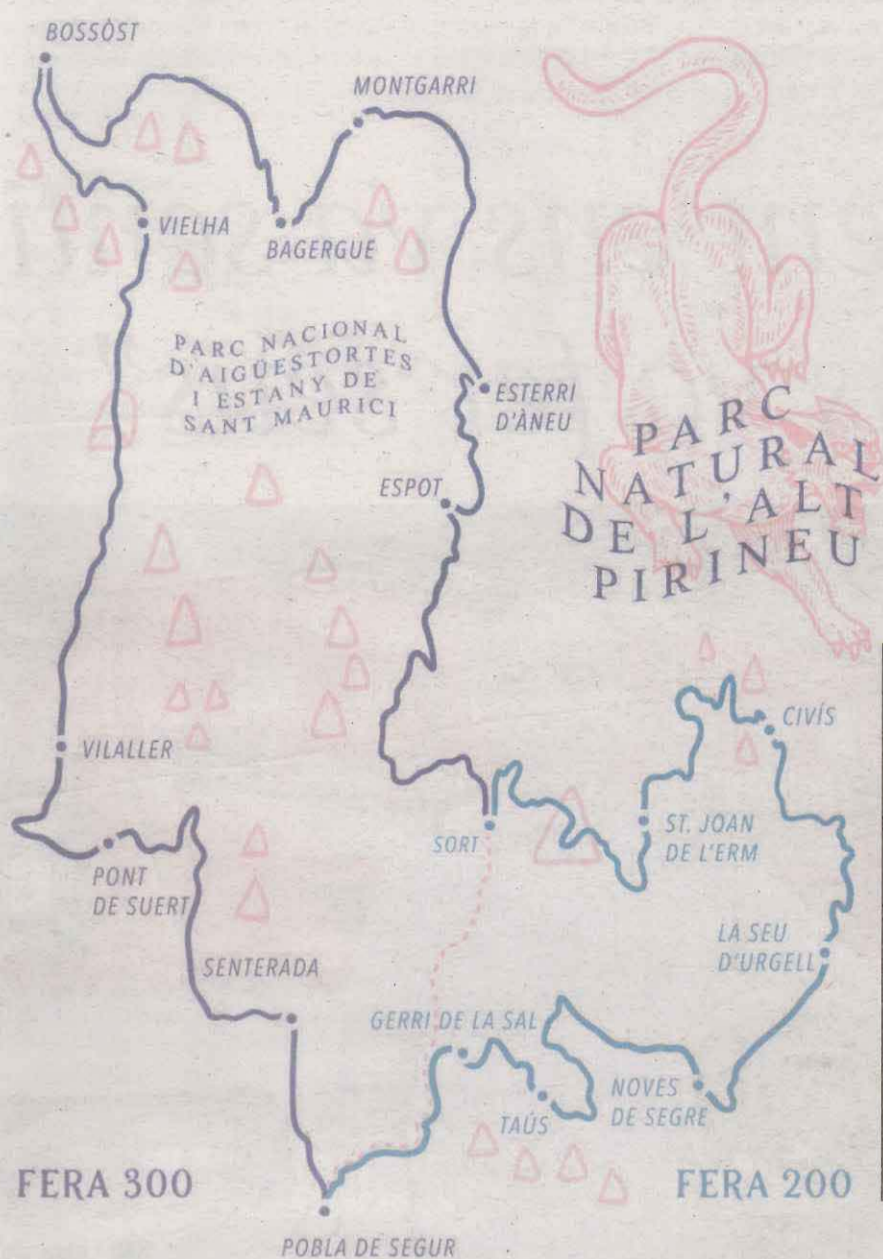 BOSSÒST
MONTGARRI
VIELHA
BAGERGUE
PARC NACIONAL
D'AIGÜESTORTES
I ESTANY DE
SANT MAURICI
ESTERRI
D'ÀNEU
PARC
NATURAL
DE L'ALT
PIRINEU
ESPOT
CIVÍS
VILALLER
SORT
ST. JOAN
DE L'ERM
PONT
DE SUERT
LA SEU
D'URGELL
SENTERADA
GERRI DE LA SAL
NOVES
DE SEGRE
TAÚS
FERA 300
FERA 200
POBLA DE SEGUR